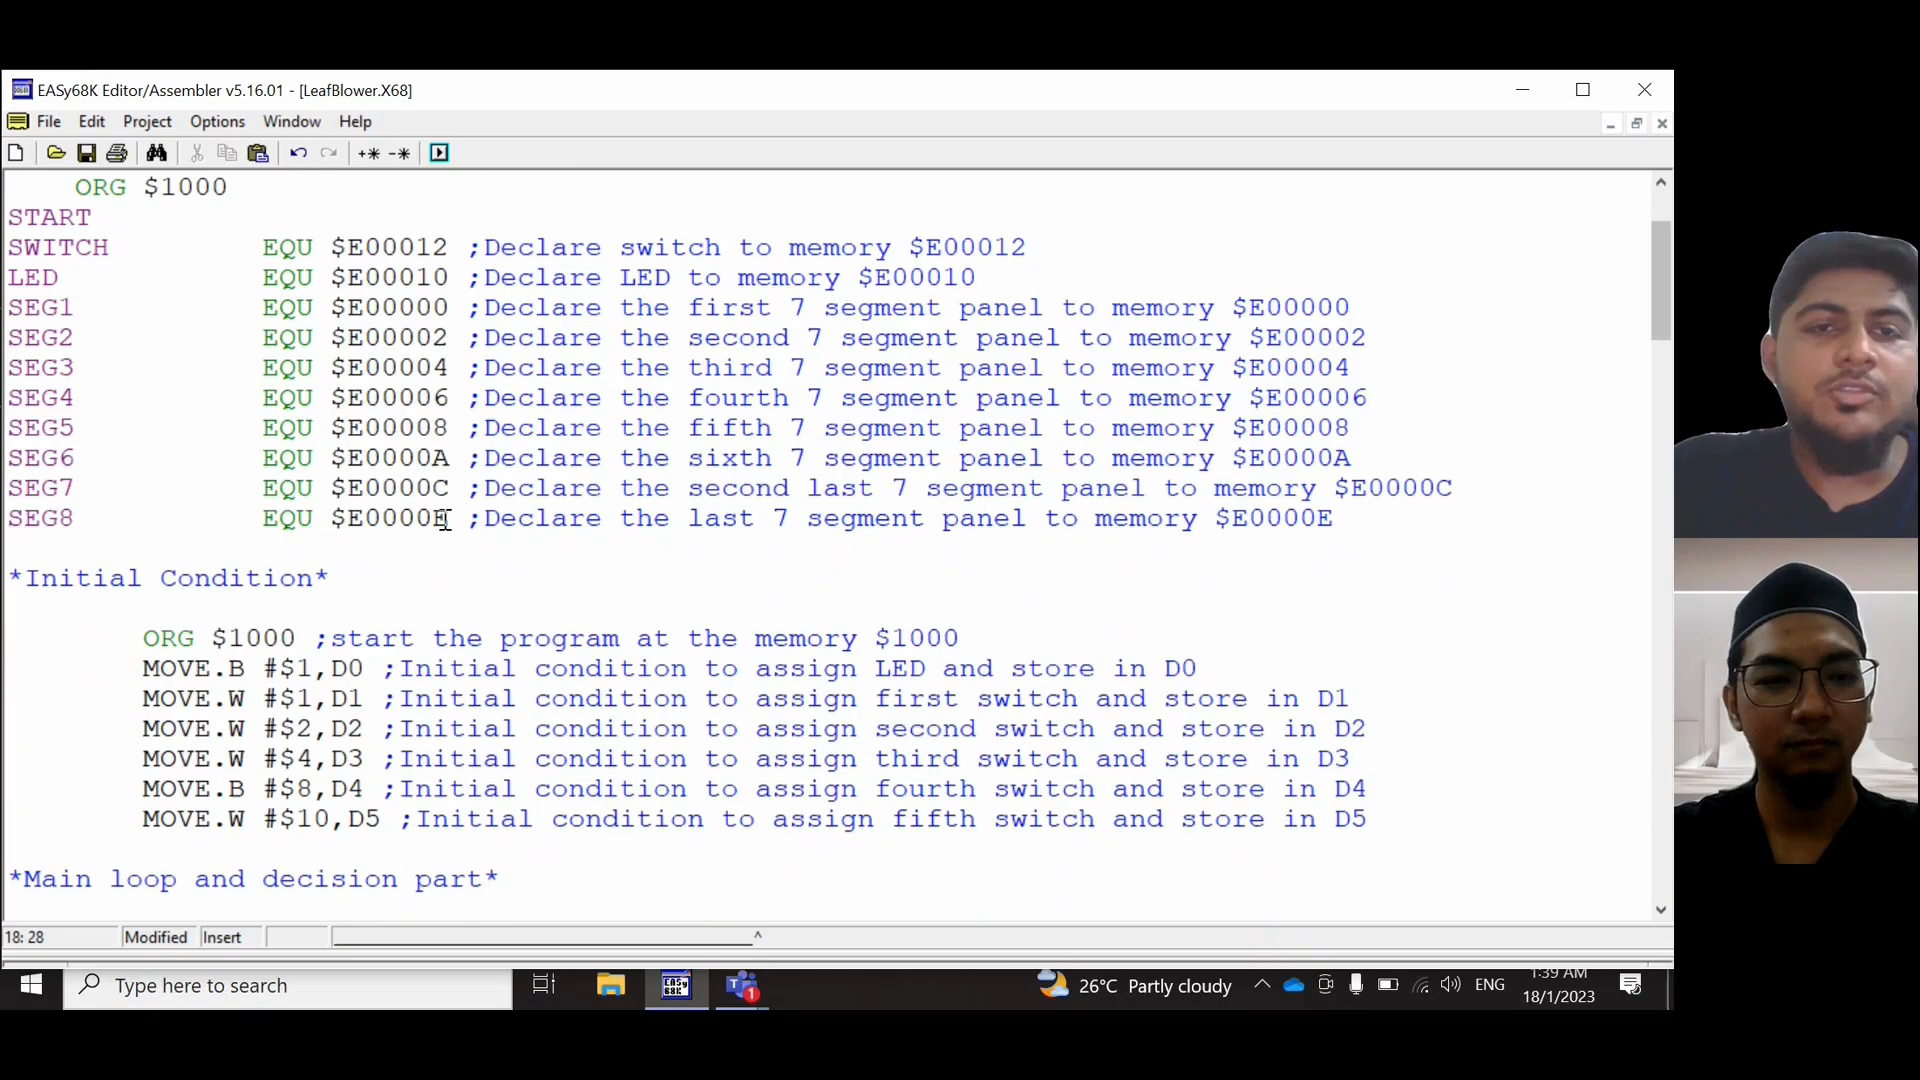 EASy68K Editor/Assembler v5.16.01 - [LeafBlower.X68]
File Edit Project Options Window Help
ORG $1000
START
SWITCH EQU $E00012 ;Declare switch to memory $E00012
LED EQU $E00010 ;Declare LED to memory $E00010
SEG1 EQU $E00000 ;Declare the first 7 segment panel to memory $E00000
SEG2 EQU $E00002 ;Declare the second 7 segment panel to memory $E00002
SEG3 EQU $E00004 ;Declare the third 7 segment panel to memory $E00004
SEG4 EQU $E00006 ;Declare the fourth 7 segment panel to memory $E00006
SEG5 EQU $E00008 ;Declare the fifth 7 segment panel to memory $E00008
SEG6 EQU $E0000A ;Declare the sixth 7 segment panel to memory $E0000A
SEG7 EQU $E0000C ;Declare the second last 7 segment panel to memory $E0000C
SEG8 EQU $E0000E ;Declare the last 7 segment panel to memory $E0000E
*Initial Condition*
ORG $1000 ;start the program at the memory $1000
MOVE.B #$1,D0 ;Initial condition to assign LED and store in D0
MOVE.W #$1,D1 ;Initial condition to assign first switch and store in D1
MOVE.W #$2,D2 ;Initial condition to assign second switch and store in D2
MOVE.W #$4,D3 ;Initial condition to assign third switch and store in D3
MOVE.B #$8,D4 ;Initial condition to assign fourth switch and store in D4
MOVE.W #$10,D5 ;Initial condition to assign fifth switch and store in D5
*Main loop and decision part*
18: 28 Modified Insert
Type here to search
EASy 68K
T 1
26°C Partly cloudy
ENG
1:39 AM
18/1/2023